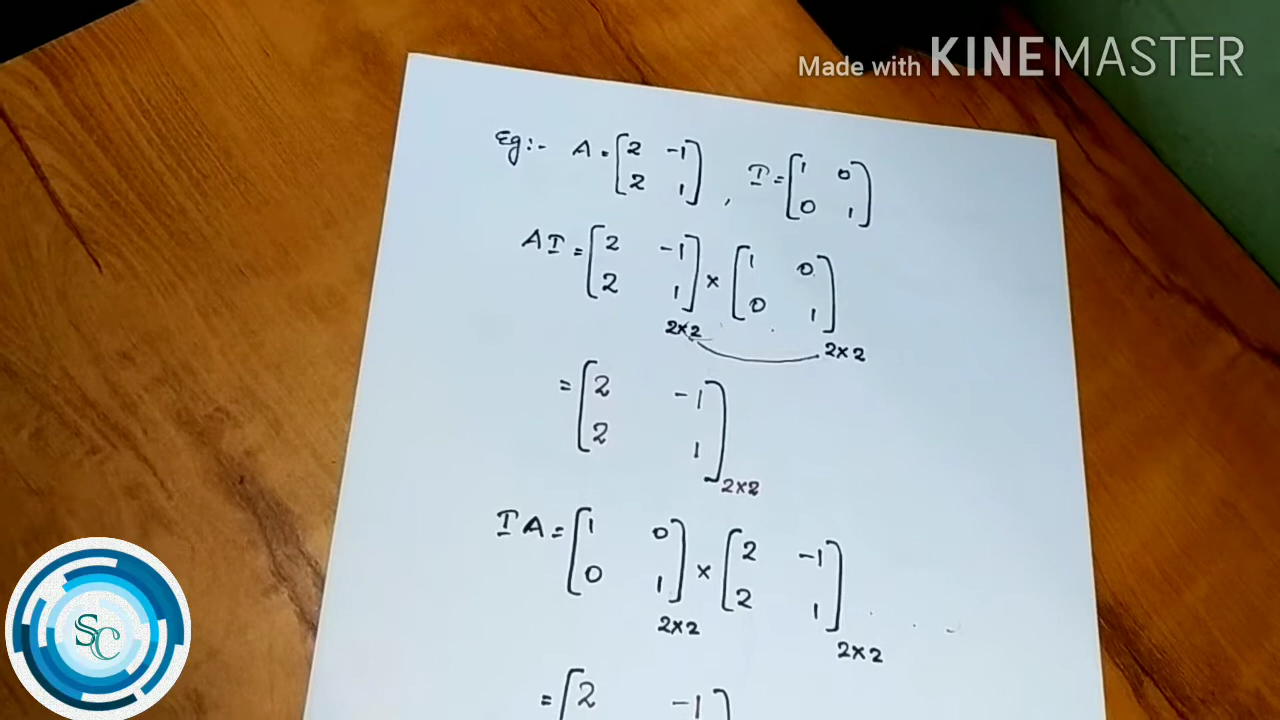 Made with KINEMASTER
Eg:- A = [2 -1
2 1], I = [1 0
0 1]
AI = [2 -1
2 1] × [1 0
0 1]
2×2 2×2
= [2 -1
2 1] 2×2
IA = [1 0
0 1] × [2 -1
2 1]
2×2 2×2
= [2 -1
SC